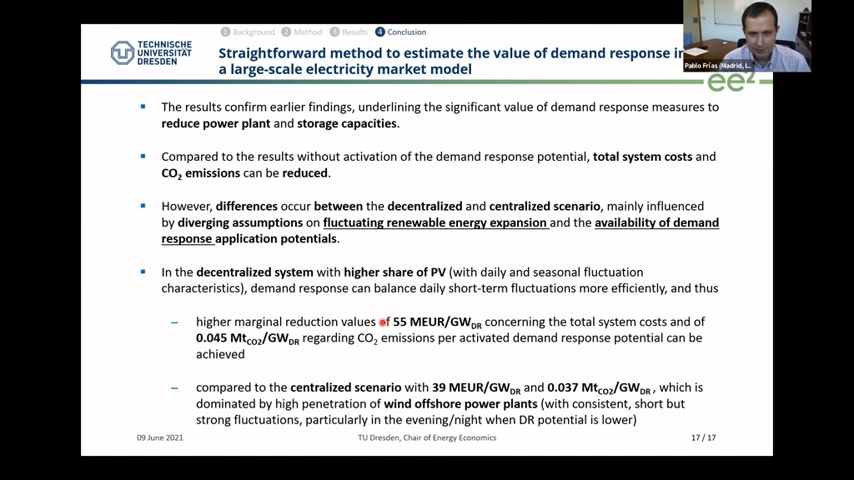 1 Background 2 Method 3 Results 4 Conclusion
TECHNISCHE
UNIVERSITÄT
DRESDEN
Straightforward method to estimate the value of demand response in
a large-scale electricity market model
Pablo Frías (Madrid, I...
ee2
▪ The results confirm earlier findings, underlining the significant value of demand response measures to
reduce power plant and storage capacities.
▪ Compared to the results without activation of the demand response potential, total system costs and
CO2 emissions can be reduced.
▪ However, differences occur between the decentralized and centralized scenario, mainly influenced
by diverging assumptions on fluctuating renewable energy expansion and the availability of demand
response application potentials.
▪ In the decentralized system with higher share of PV (with daily and seasonal fluctuation
characteristics), demand response can balance daily short-term fluctuations more efficiently, and thus
– higher marginal reduction values of 55 MEUR/GWDR concerning the total system costs and of
0.045 MtCO2/GWDR regarding CO2 emissions per activated demand response potential can be
achieved
– compared to the centralized scenario with 39 MEUR/GWDR and 0.037 MtCO2/GWDR , which is
dominated by high penetration of wind offshore power plants (with consistent, short but
strong fluctuations, particularly in the evening/night when DR potential is lower)
09 June 2021 TU Dresden, Chair of Energy Economics 17 / 17